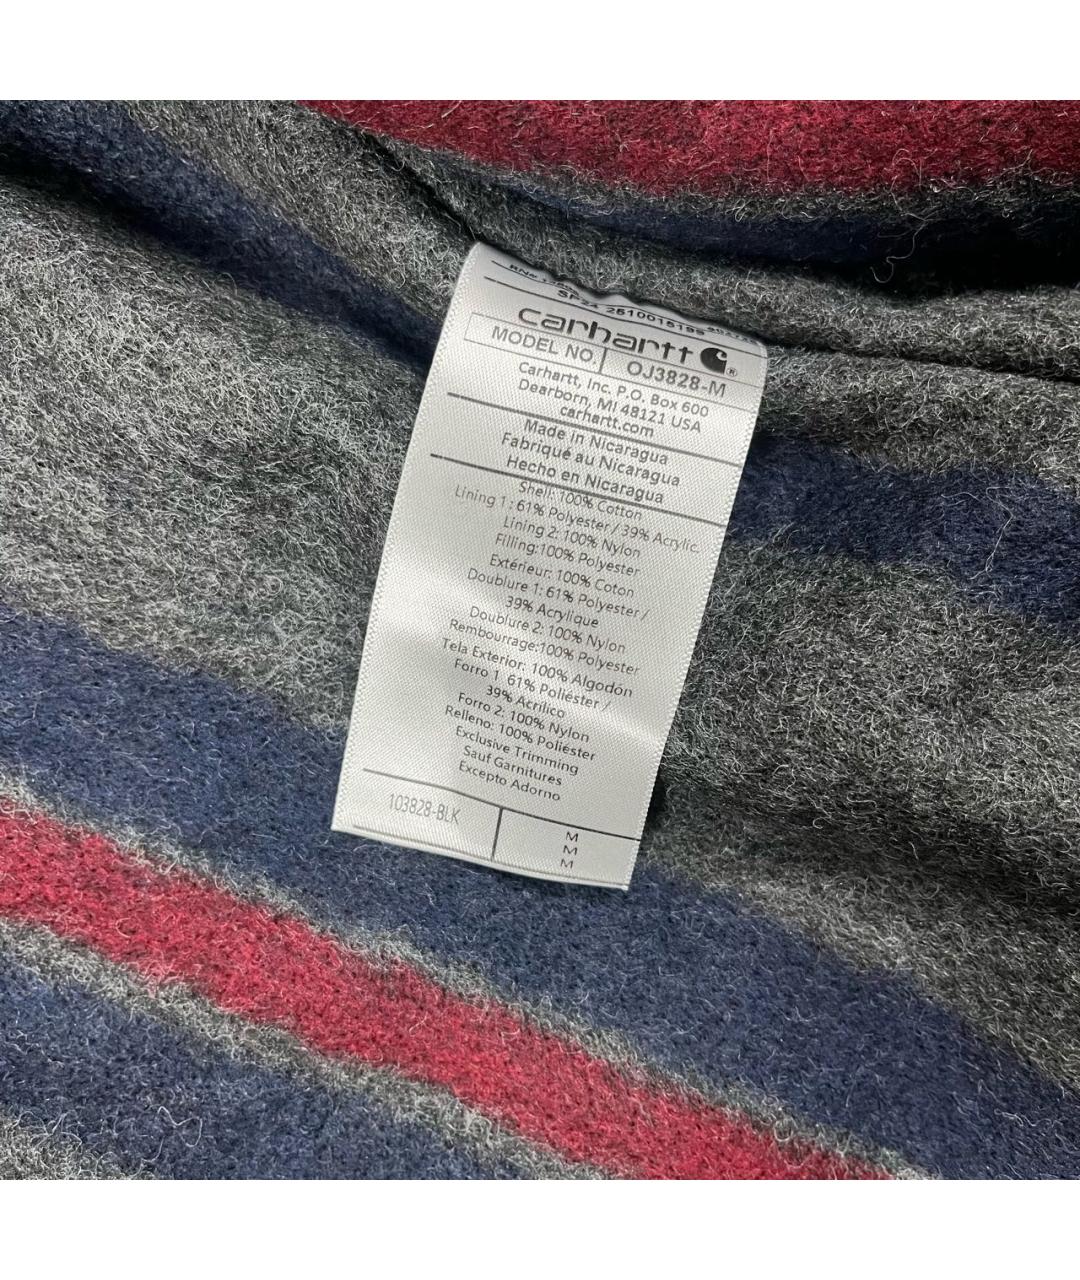 RN#
SP24 2510015195
carhartt
MODEL NO. OJ3828-M
Carhartt, Inc. P.O. Box 600
Dearborn, MI 48121 USA
carhartt.com
Made in Nicaragua
Fabriqué au Nicaragua
Hecho en Nicaragua
Shell: 100% Cotton
Lining 1 : 61% Polyester / 39% Acrylic.
Lining 2: 100% Nylon
Filling:100% Polyester
Extérieur: 100% Coton
Doublure 1: 61% Polyester /
39% Acrylique
Doublure 2: 100% Nylon
Rembourrage:100% Polyester
Tela Exterior: 100% Algodón
Forro 1 61% Poliéster /
39% Acrílico
Forro 2: 100% Nylon
Relleno: 100% Poliéster
Exclusive Trimming
Sauf Garnitures
Excepto Adorno
103828-BLK
M
M
M